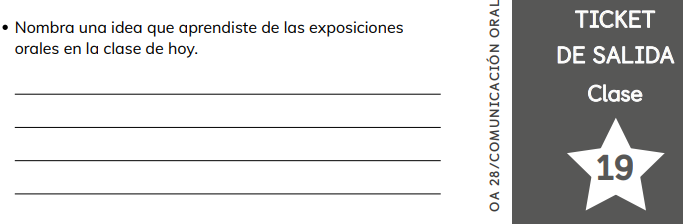 • Nombra una idea que aprendiste de las exposiciones
orales en la clase de hoy.
OA 28/COMUNICACIÓN ORAL
TICKET
DE SALIDA
Clase
19